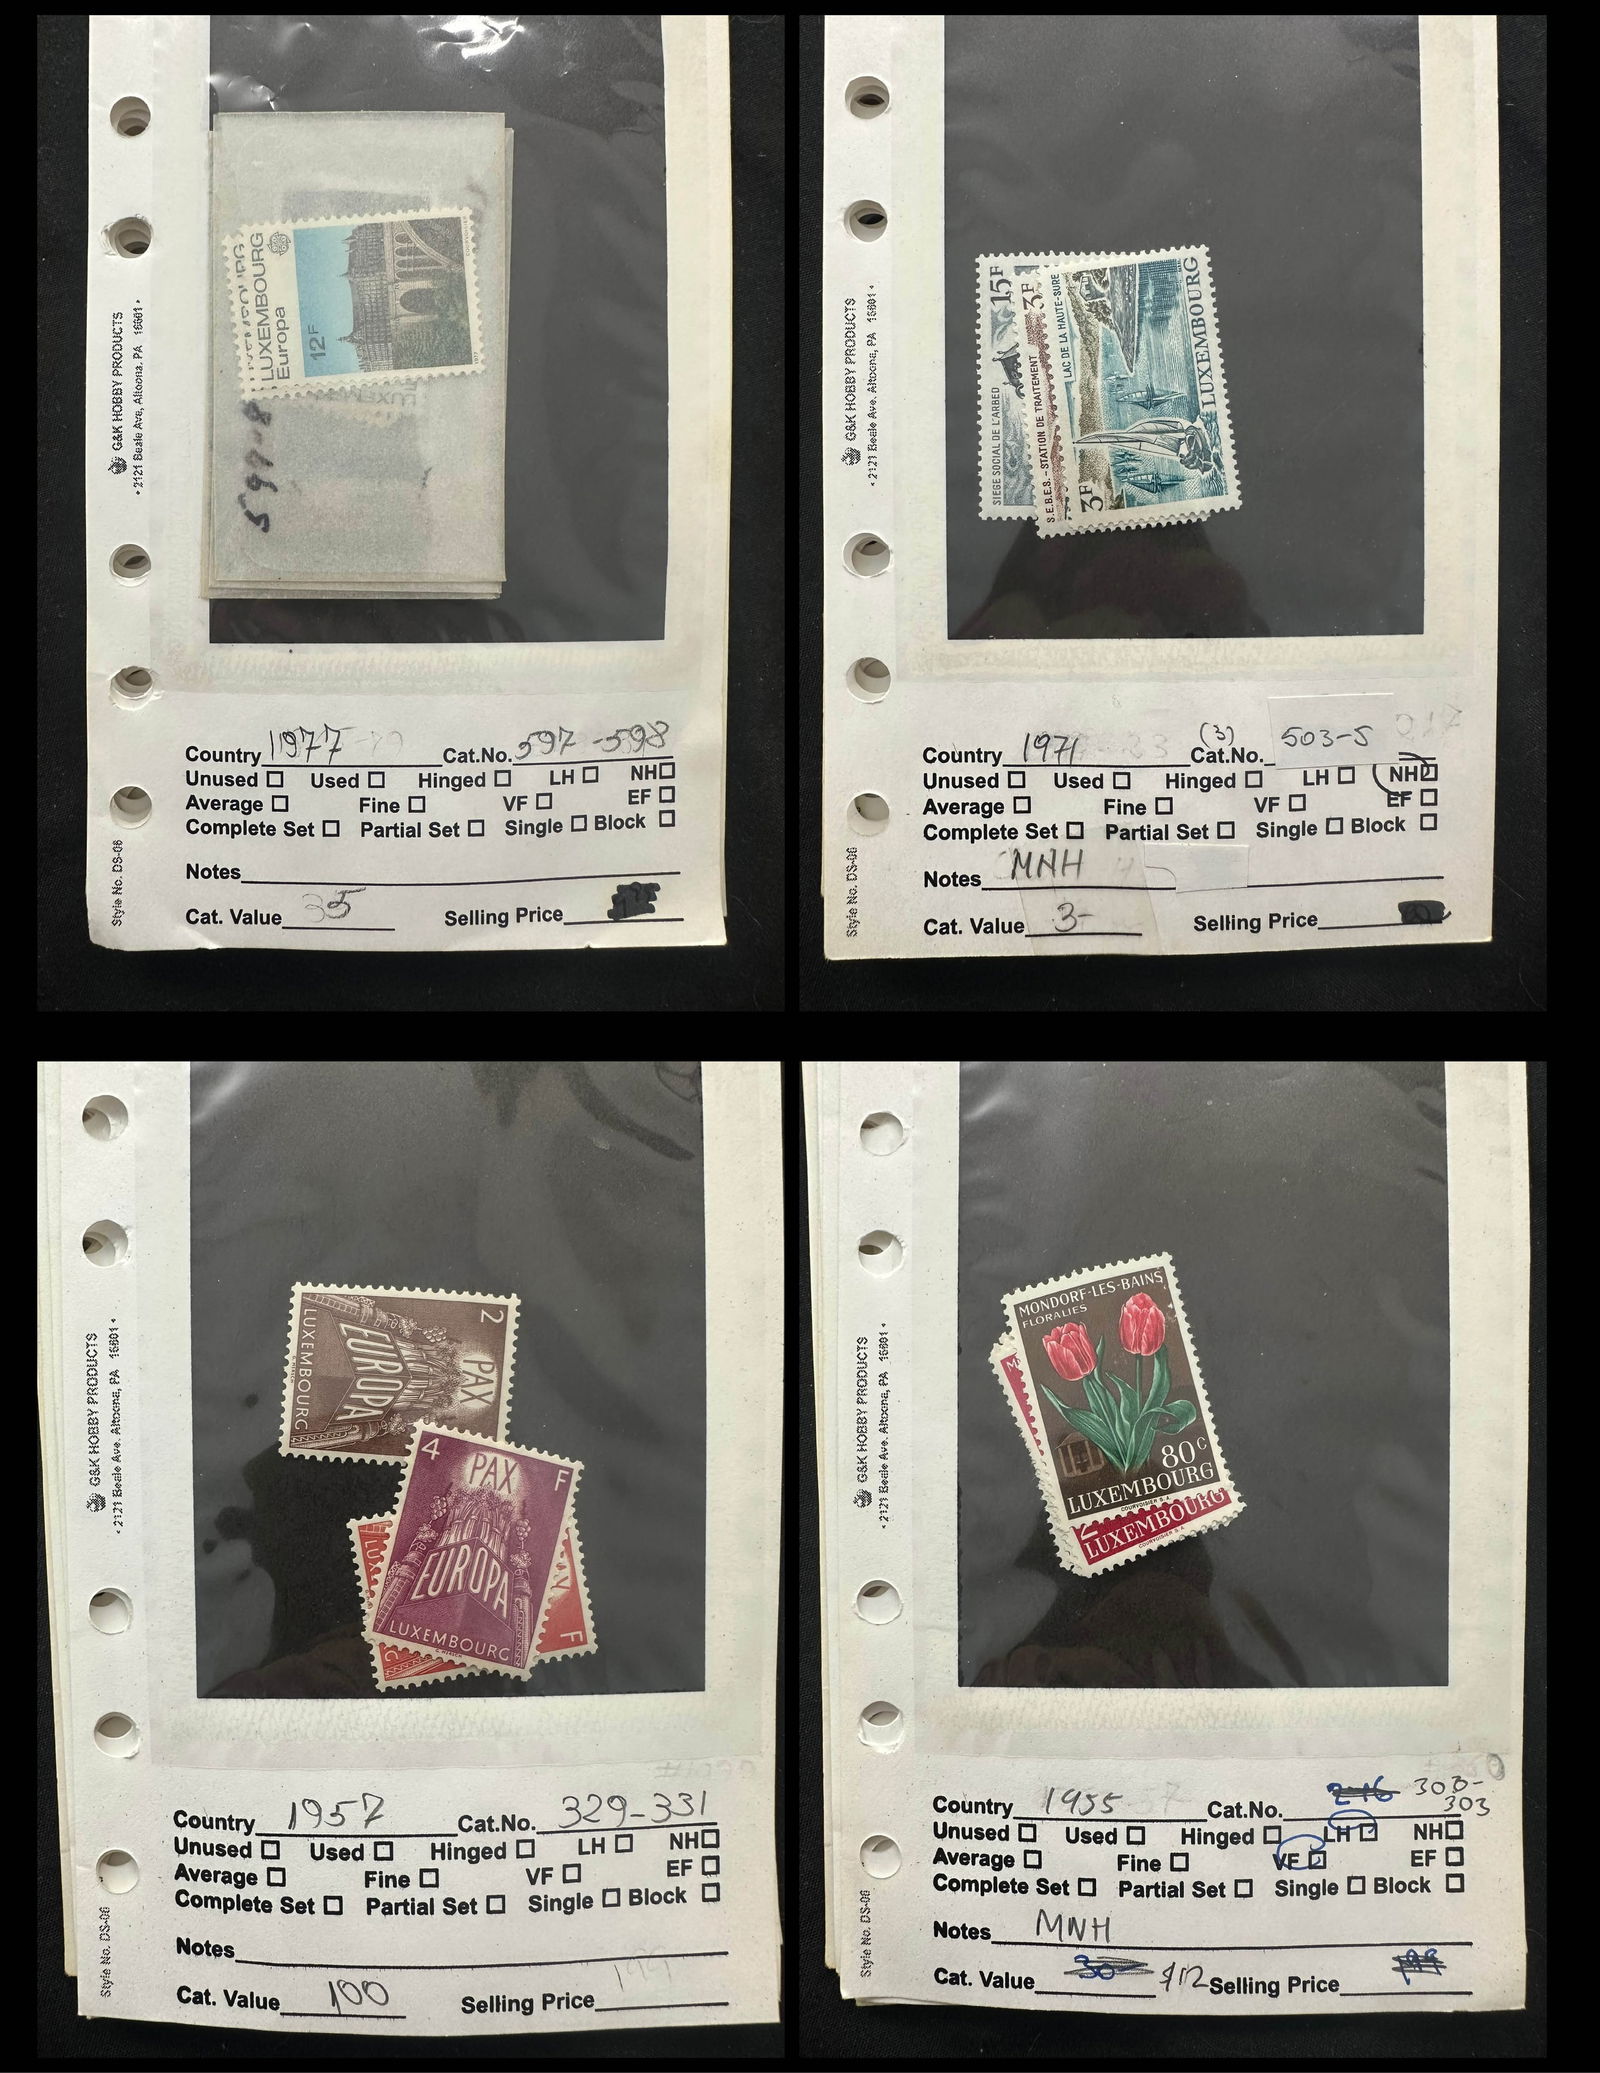 LUXEMBOURG
Europa
12F
597-8
G&K HOBBY PRODUCTS
• 2121 Beale Ave, Altoona, PA 16601 •
Style No. DS-06
Country 1977 Cat.No. 597-598
Unused Used Hinged LH NH
Average Fine VF EF
Complete Set Partial Set Single Block
Notes
Cat. Value 35 Selling Price
SIEGE SOCIAL DE L'ARBED 15F
S.E.B.E.S. - STATION DE TRAITEMENT 3F
3F LAC DE LA HAUTE-SURE
LUXEMBOURG
G&K HOBBY PRODUCTS
• 2121 Beale Ave. Altoona, PA 16601 •
Style No. DS-06
(3) 503-5
Country 1971 Cat.No.
Unused Used Hinged LH NH
Average Fine VF EF
Complete Set Partial Set Single Block
Notes MNH
Cat. Value 3- Selling Price
2
PAX
EUROPA
LUXEMBOURG
4 F
PAX
EUROPA
LUXEMBOURG
F
G&K HOBBY PRODUCTS
• 2121 Beale Ave. Altoona, PA 16601 •
Style No. DS-06
Country 1957 Cat.No. 329-331
Unused Used Hinged LH NH
Average Fine VF EF
Complete Set Partial Set Single Block
Notes
Cat. Value 100 Selling Price
MONDORF-LES-BAINS
FLORALIES
80c
LUXEMBOURG
COURVOISIER S.A.
LUXEMBOURG
COURVOISIER S.A.
G&K HOBBY PRODUCTS
• 2121 Beale Ave. Altoona, PA 16601 •
Style No. DS-06
216 303-
303
Country 1955 Cat.No.
Unused Used Hinged LH NH
Average Fine VF EF
Complete Set Partial Set Single Block
Notes MNH
Cat. Value 30- $12 Selling Price